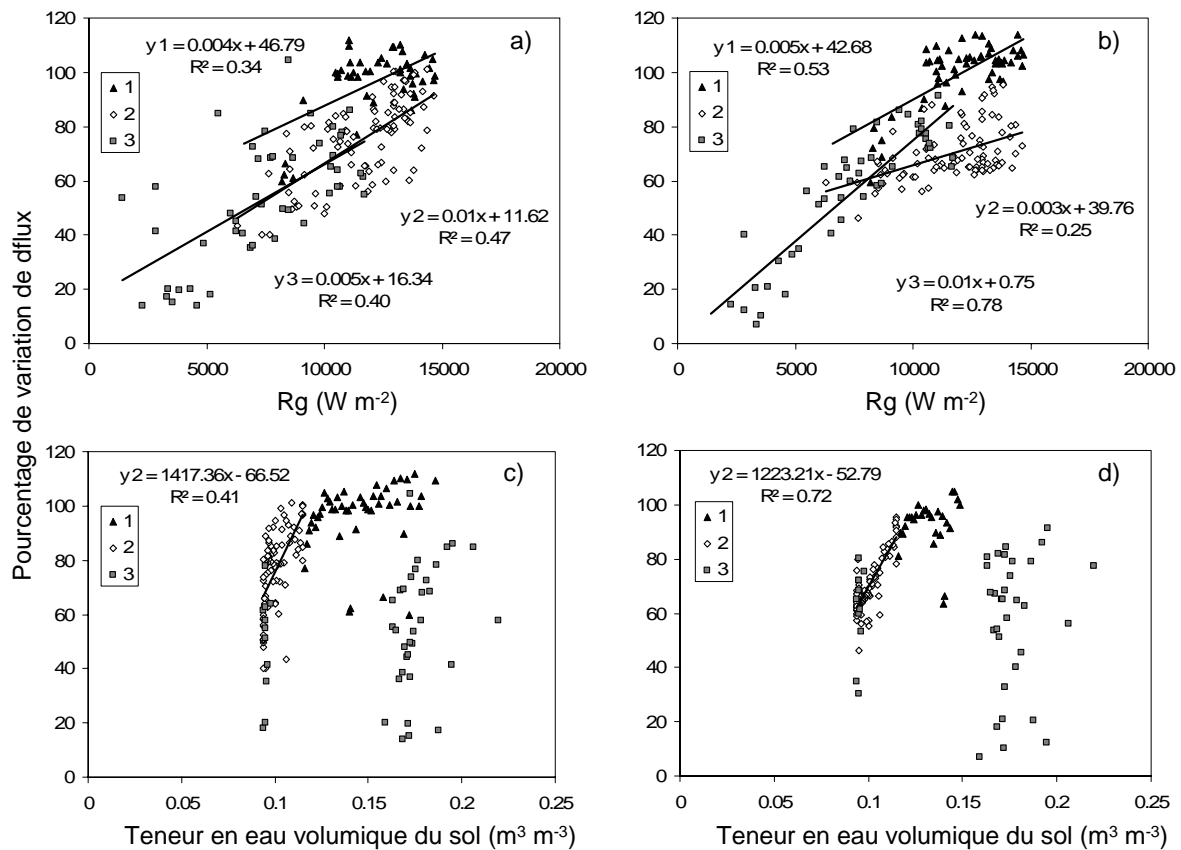 Pourcentage de variation de dflux
120
100
80
60
40
20
0
a)
y1 = 0.004x + 46.79
R² = 0.34
1
2
3
y2 = 0.01x + 11.62
R² = 0.47
y3 = 0.005x + 16.34
R² = 0.40
0 5000 10000 15000 20000
Rg (W m⁻²)
120
100
80
60
40
20
0
b)
y1 = 0.005x + 42.68
R² = 0.53
1
2
3
y2 = 0.003x + 39.76
R² = 0.25
y3 = 0.01x + 0.75
R² = 0.78
0 5000 10000 15000 20000
Rg (W m⁻²)
120
100
80
60
40
20
0
c)
y2 = 1417.36x - 66.52
R² = 0.41
1
2
3
0 0.05 0.1 0.15 0.2 0.25
Teneur en eau volumique du sol (m³ m⁻³)
120
100
80
60
40
20
0
d)
y2 = 1223.21x - 52.79
R² = 0.72
1
2
3
0 0.05 0.1 0.15 0.2 0.25
Teneur en eau volumique du sol (m³ m⁻³)